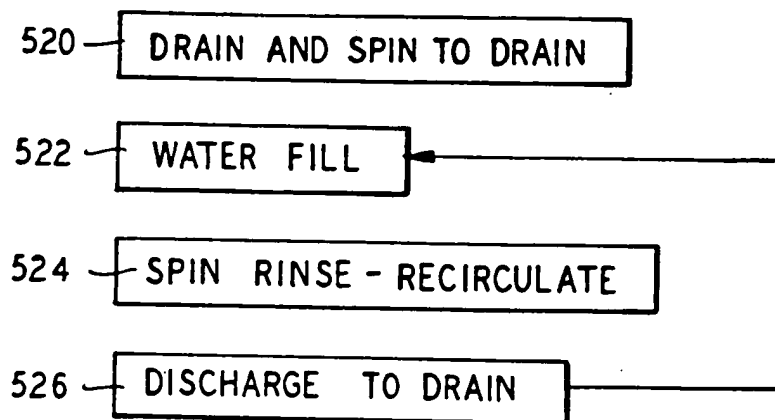 520 DRAIN AND SPIN TO DRAIN
522 WATER FILL
524 SPIN RINSE - RECIRCULATE
526 DISCHARGE TO DRAIN